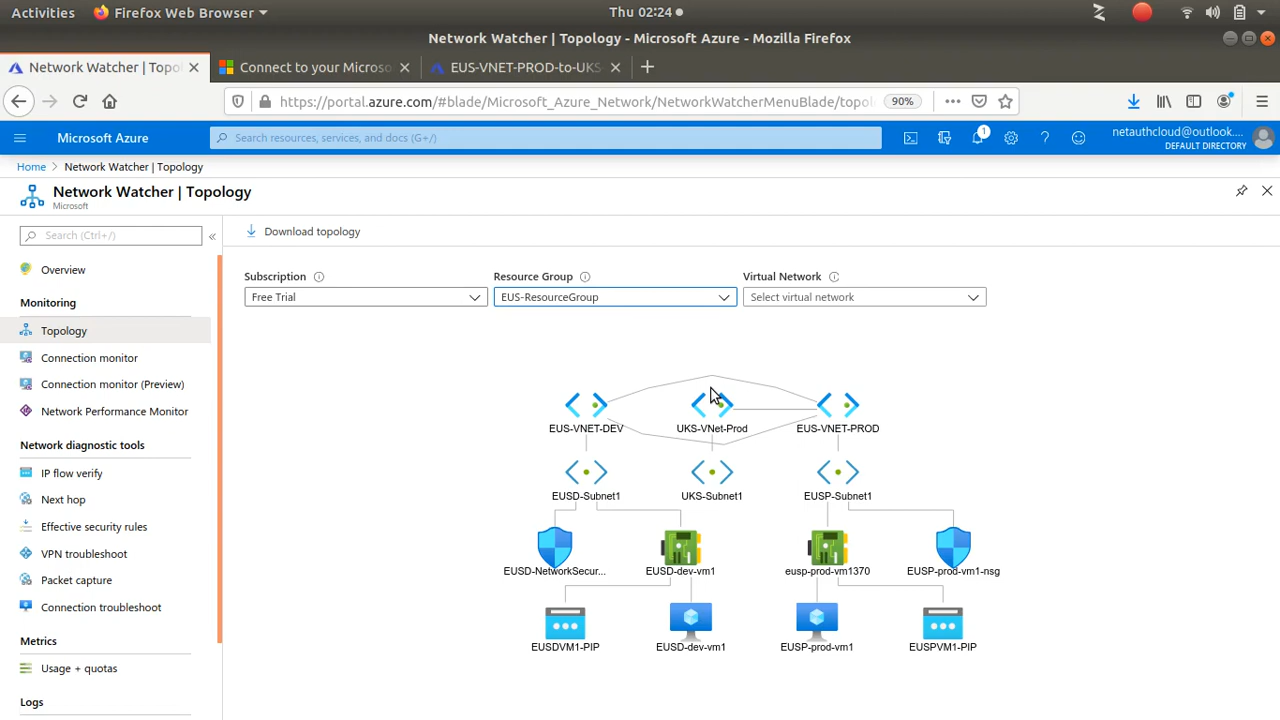 Activities
Firefox Web Browser
Thu 02:24
Network Watcher | Topology - Microsoft Azure - Mozilla Firefox
Network Watcher | Topol
Connect to your Microso
EUS-VNET-PROD-to-UKS-
https://portal.azure.com/#blade/Microsoft_Azure_Network/NetworkWatcherMenuBlade/topol
90%
Microsoft Azure
Search resources, services, and docs (G+/)
1
netauthcloud@outlook....
DEFAULT DIRECTORY
Home > Network Watcher | Topology
Network Watcher | Topology
Microsoft
Search (Ctrl+/)
Overview
Monitoring
Topology
Connection monitor
Connection monitor (Preview)
Network Performance Monitor
Network diagnostic tools
IP flow verify
Next hop
Effective security rules
VPN troubleshoot
Packet capture
Connection troubleshoot
Metrics
Usage + quotas
Logs
Download topology
Subscription
Resource Group
Virtual Network
Free Trial
EUS-ResourceGroup
Select virtual network
EUS-VNET-DEV
UKS-VNet-Prod
EUS-VNET-PROD
EUSD-Subnet1
UKS-Subnet1
EUSP-Subnet1
EUSD-NetworkSecur...
EUSD-dev-vm1
eusp-prod-vm1370
EUSP-prod-vm1-nsg
EUSDVM1-PIP
EUSD-dev-vm1
EUSP-prod-vm1
EUSPVM1-PIP